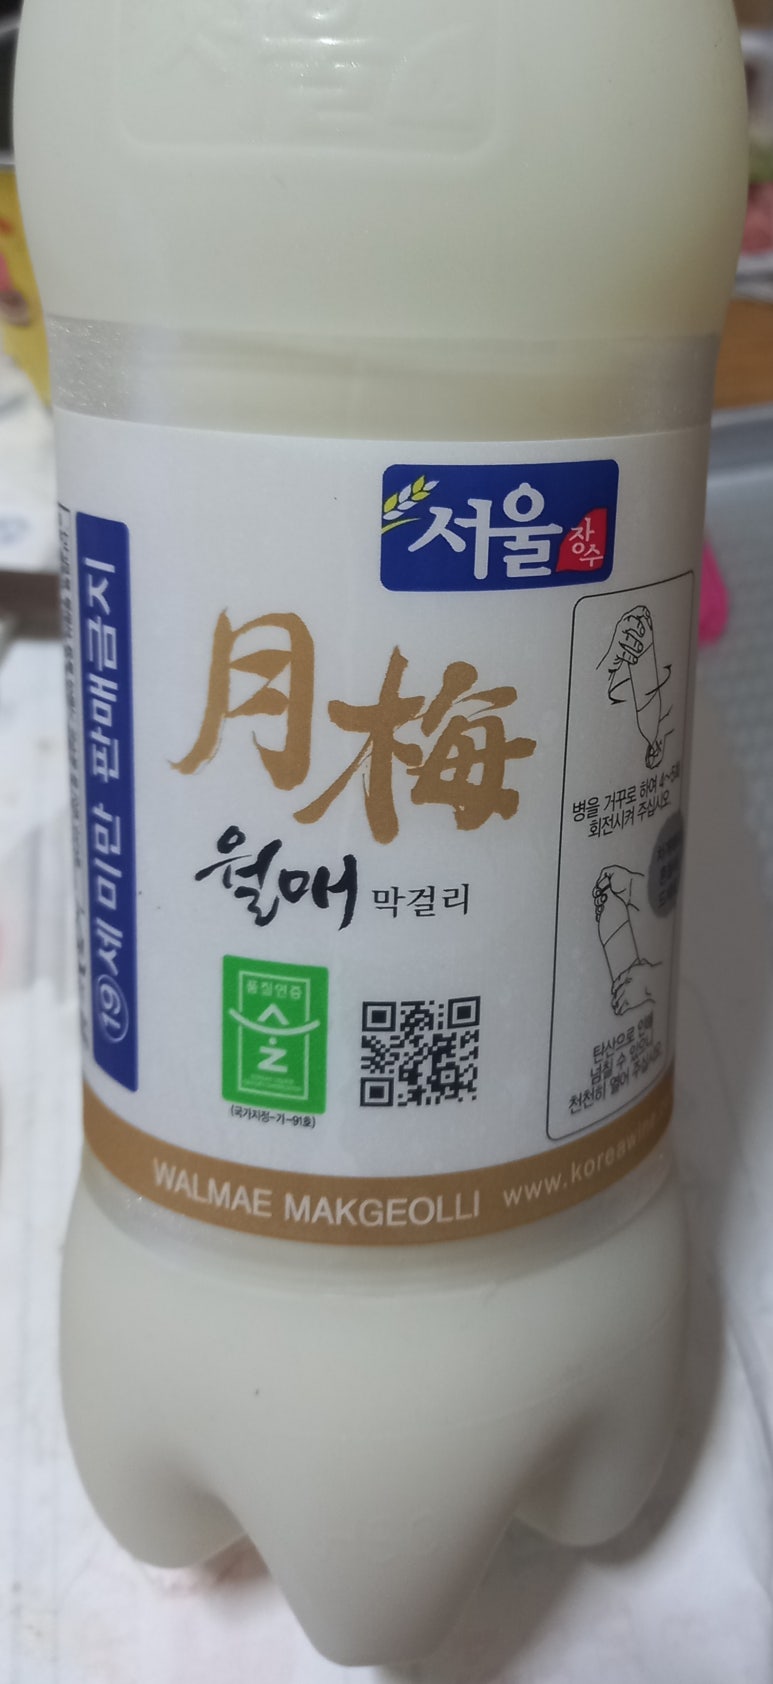 서울
장수
月梅
월매 막걸리
19세 미만 판매금지
병을 거꾸로 하여 4~5회
회전시켜 주십시오.
탄산으로 인해
넘칠 수 있으니
천천히 열어 주십시오.
품질인증
술
(국가지정-가-91호)
WALMAE MAKGEOLLI www.koreawine